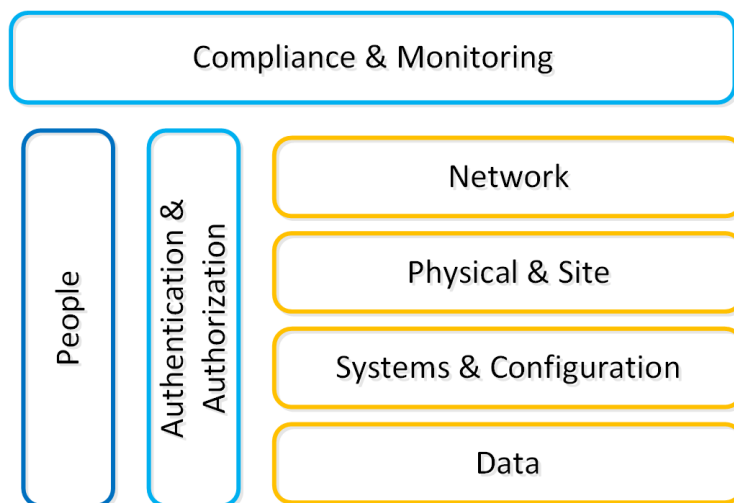 Compliance & Monitoring
People
Authentication &
Authorization
Network
Physical & Site
Systems & Configuration
Data